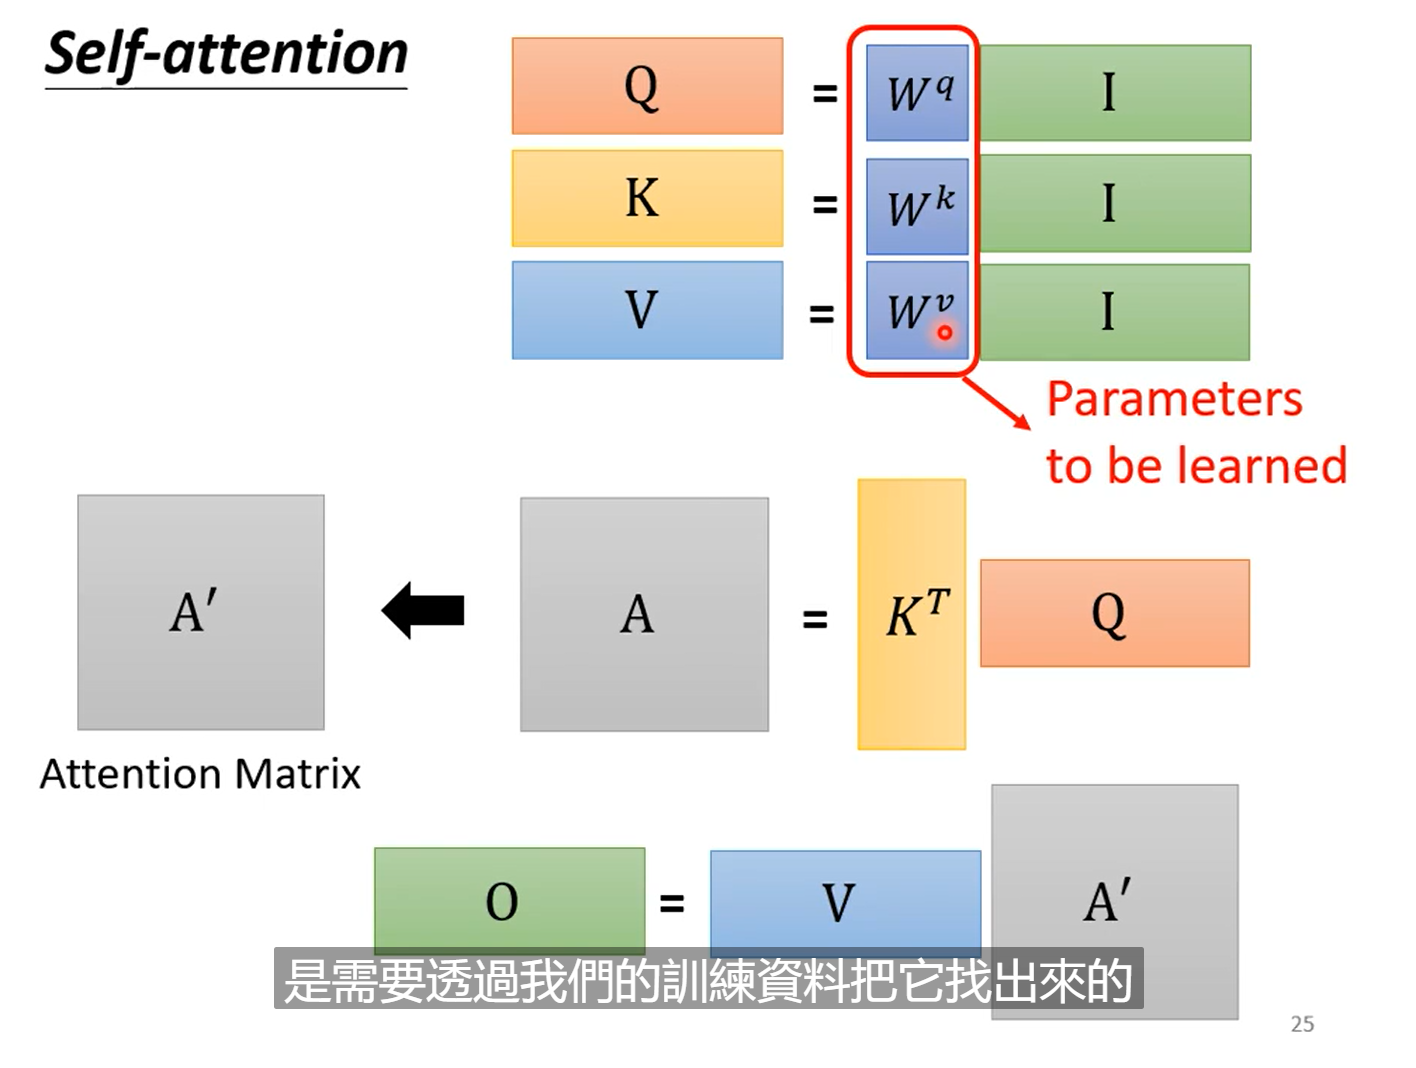 Self-attention
Q = W^q I
K = W^k I
V = W^v I
Parameters
to be learned
A′ A = K^T Q
Attention Matrix
O = V A′
是需要透過我們的訓練資料把它找出來的
25